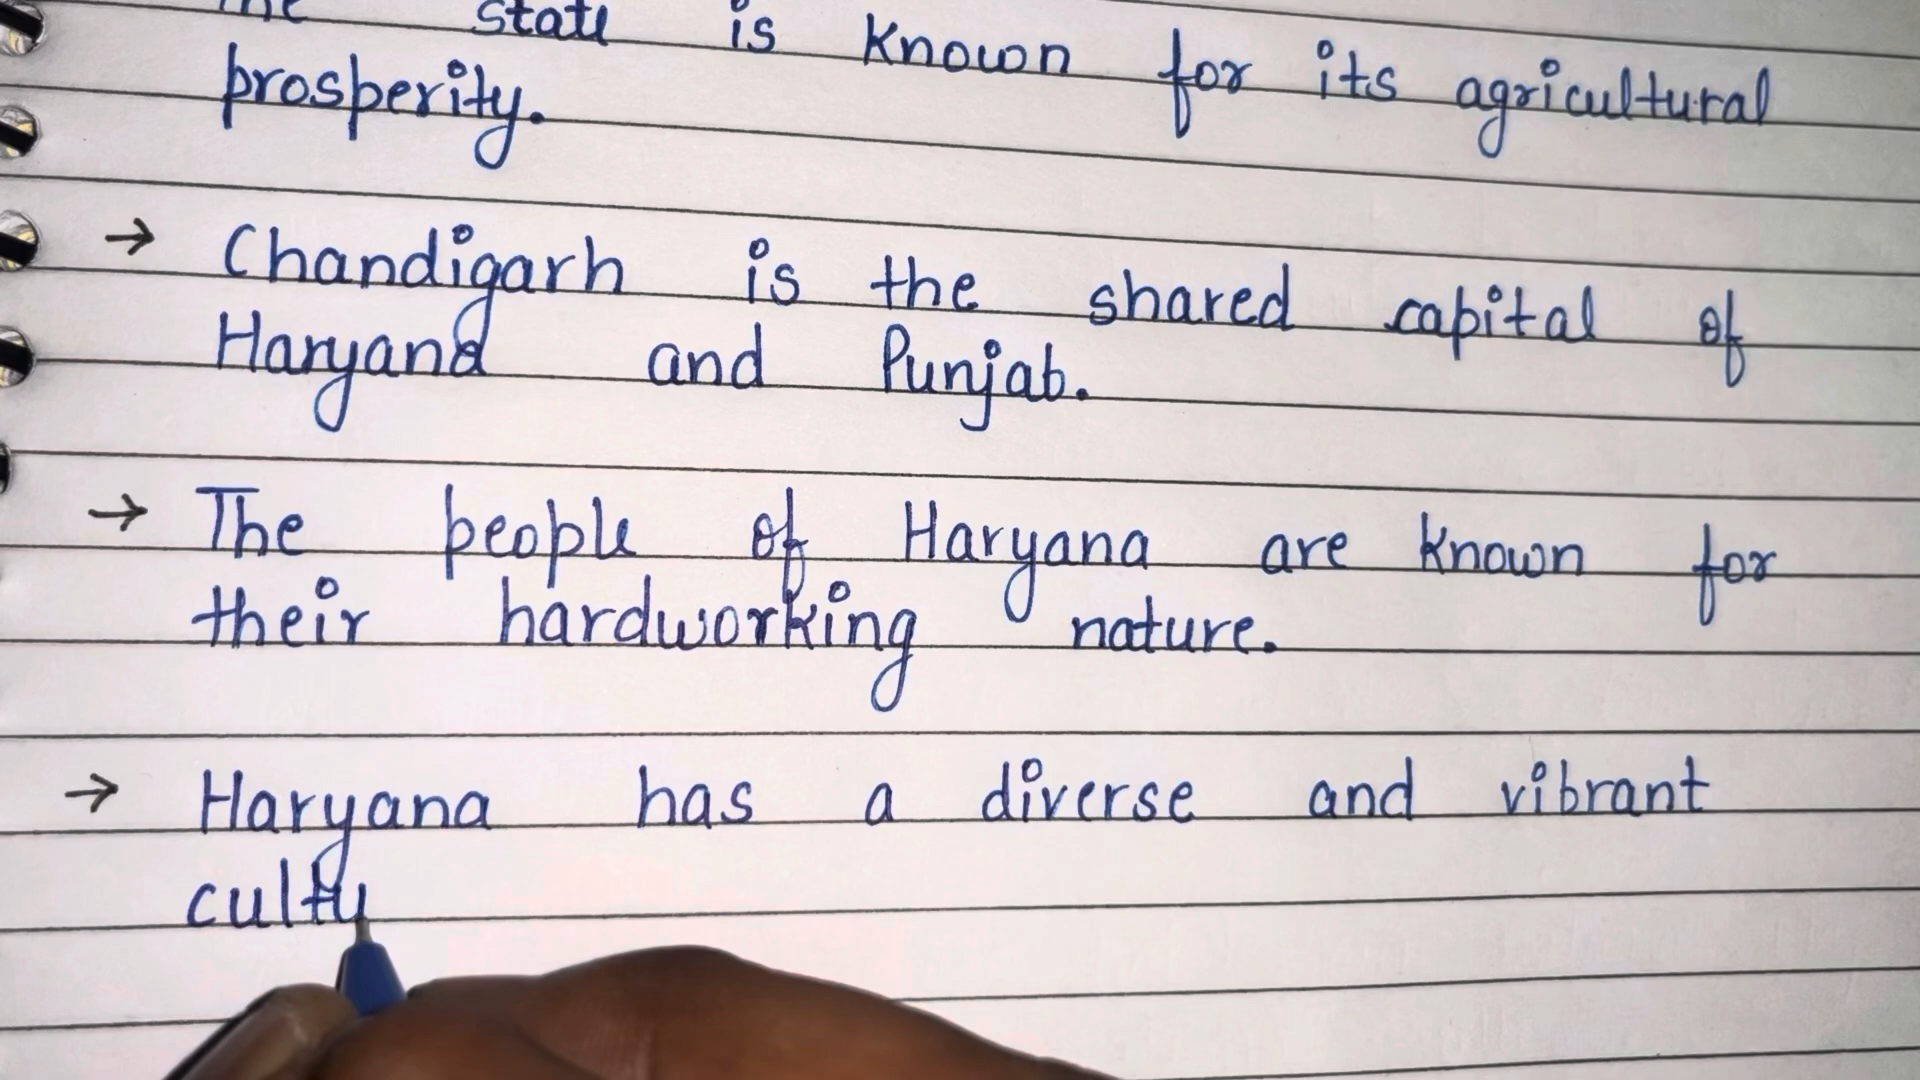 state is known for its agricultural
prosperity.
→ Chandigarh is the shared capital of
Haryana and Punjab.
→ The people of Haryana are known for
their hardworking nature.
→ Haryana has a diverse and vibrant
cultu